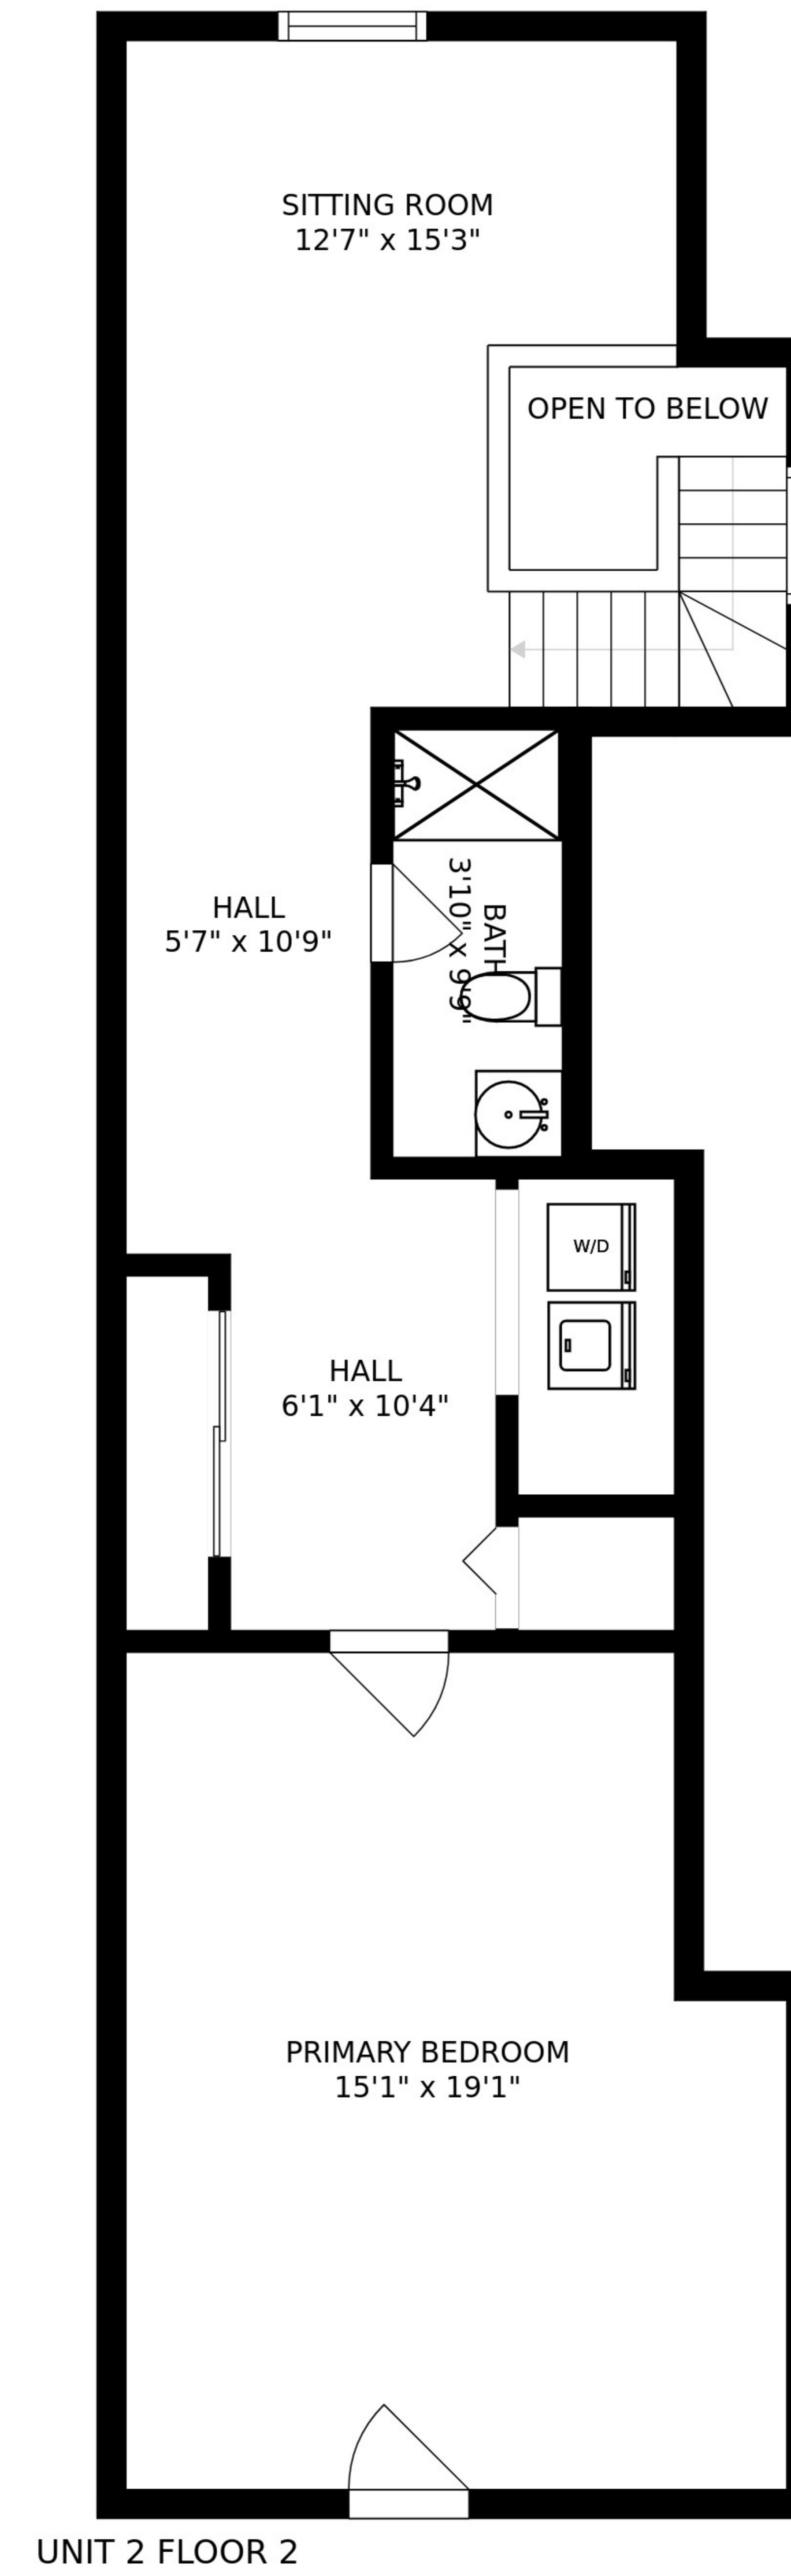 SITTING ROOM
12'7" x 15'3"
OPEN TO BELOW
HALL
5'7" x 10'9"
BATH
3'10" x 9'9"
W/D
HALL
6'1" x 10'4"
PRIMARY BEDROOM
15'1" x 19'1"
UNIT 2 FLOOR 2